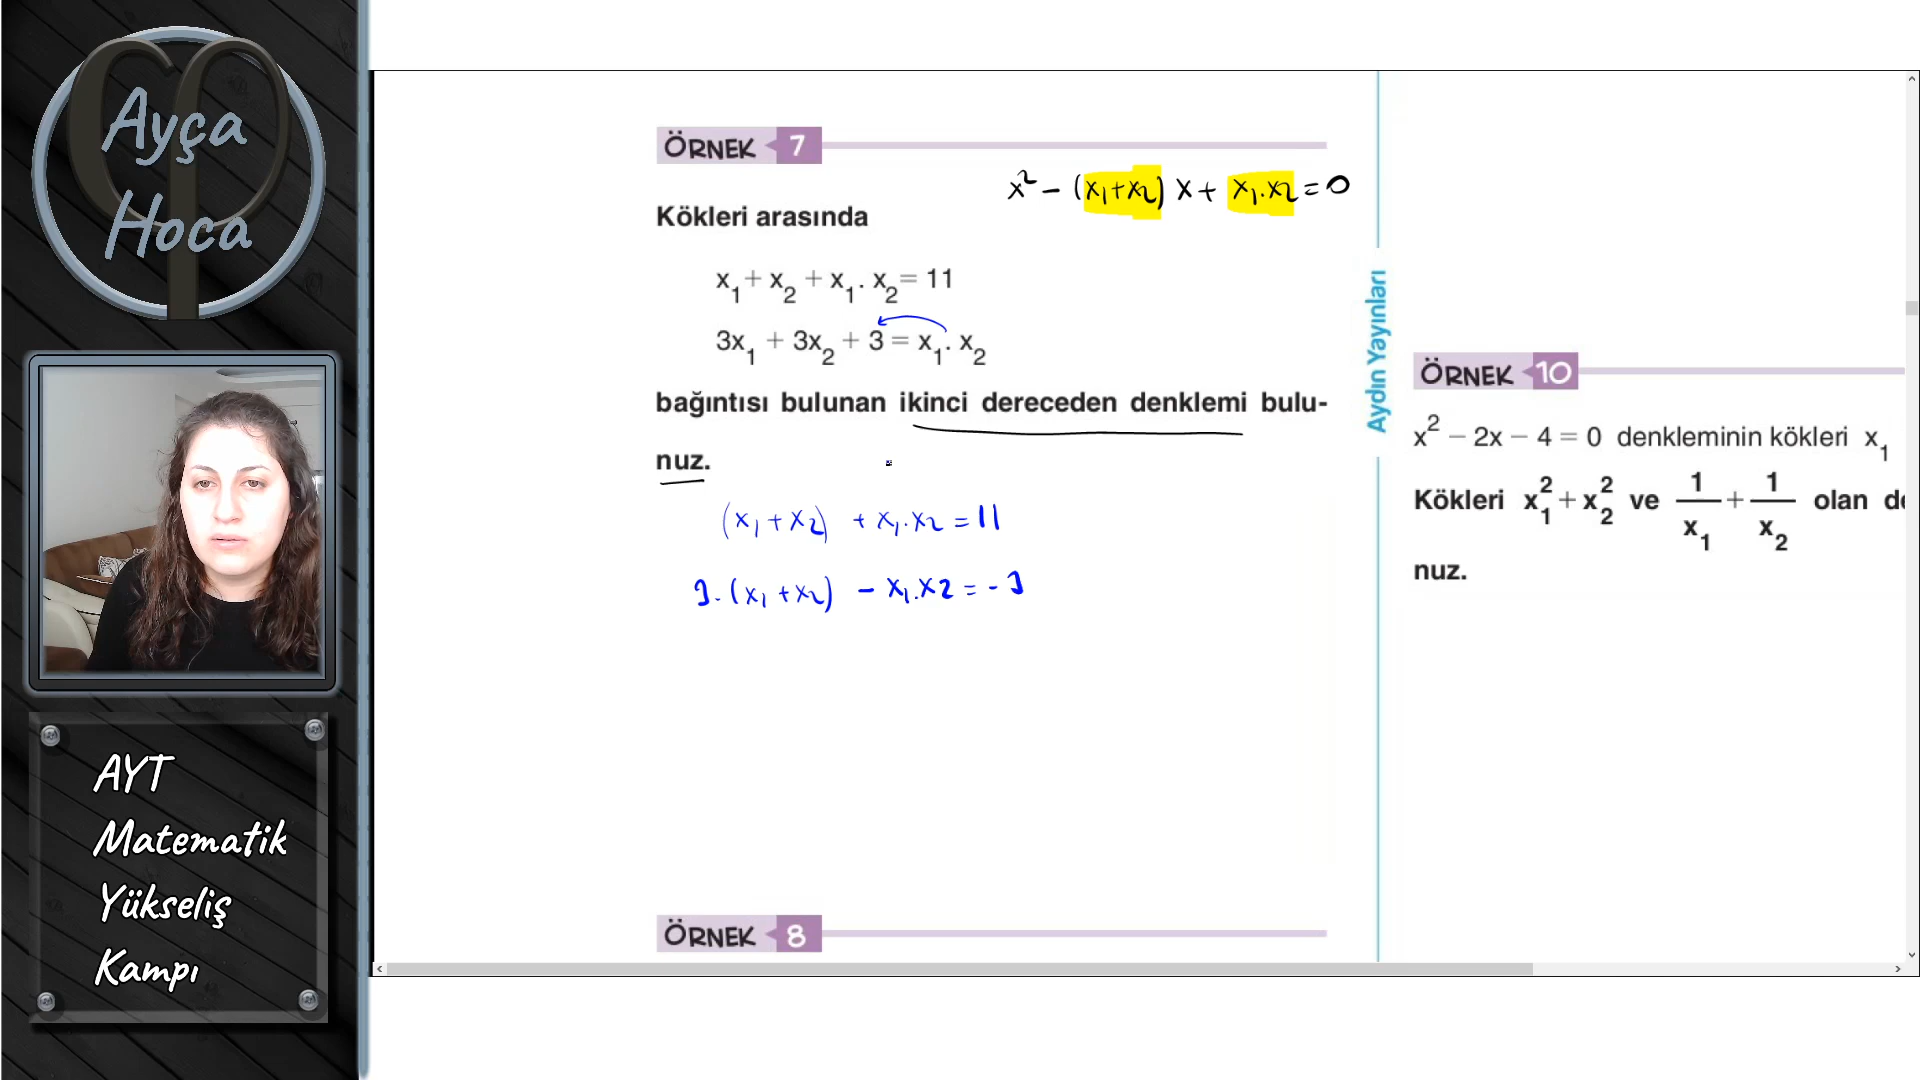 Ayça
Hoca
AYT
Matematik
Yükseliş
Kampı
ÖRNEK 7
x² - (x₁+x₂) x + x₁.x₂ = 0
Kökleri arasında
x₁ + x₂ + x₁ . x₂ = 11
3x₁ + 3x₂ + 3 = x₁ . x₂
bağıntısı bulunan ikinci dereceden denklemi bulu-
nuz.
(x₁ + x₂) + x₁.x₂ = 11
3.(x₁ + x₂) - x₁.x₂ = -3
ÖRNEK 8
Aydın Yayınları
ÖRNEK 10
x² - 2x - 4 = 0 denkleminin kökleri x₁
Kökleri x₁² + x₂² ve 1/x₁ + 1/x₂ olan de
nuz.